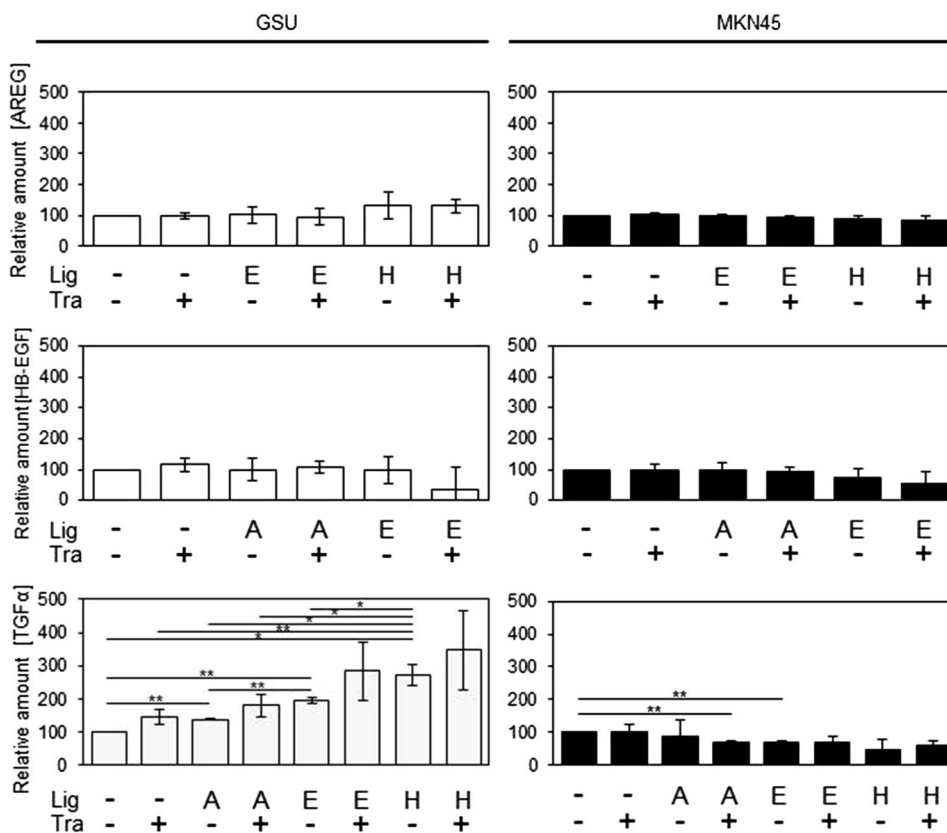 GSU MKN45
Relative amount [AREG]
500 500
400 400
300 300
200 200
100 100
0 0
Lig - - E E H H - - E E H H
Tra - + - + - + - + - + - +
Relative amount[HB-EGF]
500 500
400 400
300 300
200 200
100 100
0 0
Lig - - A A E E - - A A E E
Tra - + - + - + - + - + - +
Relative amount [TGFα]
500 500
400 400
300 300
200 200
100 100
0 0
*
*
*
**
*
**
**
**
**
**
Lig - - A A E E H H - - A A E E H H
Tra - + - + - + - + - + - + - + - +